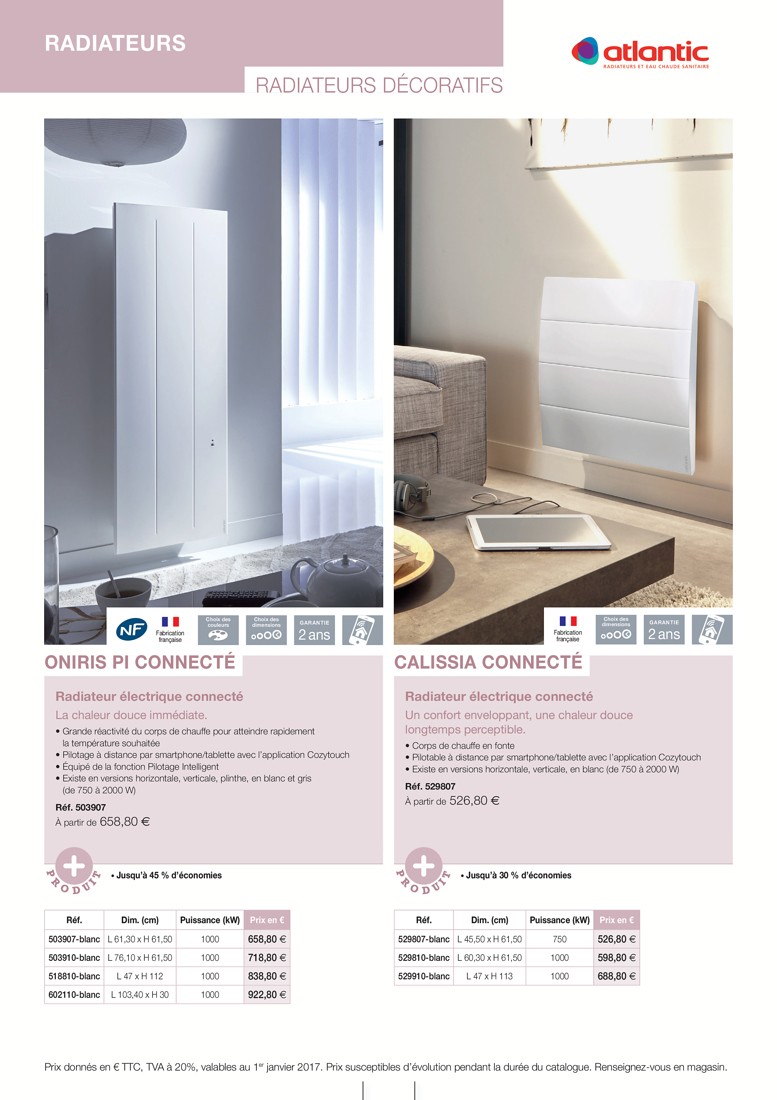 RADIATEURS
atlantic
RADIATEURS ET EAU CHAUDE SANITAIRE
RADIATEURS DÉCORATIFS
NF
Fabrication
française
Choix des
couleurs
Choix des
dimensions
GARANTIE
2 ans
Fabrication
française
Choix des
dimensions
GARANTIE
2 ans
ONIRIS PI CONNECTÉ
Radiateur électrique connecté
La chaleur douce immédiate.
• Grande réactivité du corps de chauffe pour atteindre rapidement
la température souhaitée
• Pilotage à distance par smartphone/tablette avec l'application Cozytouch
• Équipé de la fonction Pilotage Intelligent
• Existe en versions horizontale, verticale, plinthe, en blanc et gris
(de 750 à 2000 W)
Réf. 503907
À partir de 658,80 €
PRODUIT
• Jusqu'à 45 % d'économies
Réf. Dim. (cm) Puissance (kW) Prix en €
503907-blanc L 61,30 x H 61,50 1000 658,80 €
503910-blanc L 76,10 x H 61,50 1000 718,80 €
518810-blanc L 47 x H 112 1000 838,80 €
602110-blanc L 103,40 x H 30 1000 922,80 €
CALISSIA CONNECTÉ
Radiateur électrique connecté
Un confort enveloppant, une chaleur douce
longtemps perceptible.
• Corps de chauffe en fonte
• Pilotable à distance par smartphone/tablette avec l'application Cozytouch
• Existe en versions horizontale, verticale, en blanc (de 750 à 2000 W)
Réf. 529807
À partir de 526,80 €
PRODUIT
• Jusqu'à 30 % d'économies
Réf. Dim. (cm) Puissance (kW) Prix en €
529807-blanc L 45,50 x H 61,50 750 526,80 €
529810-blanc L 60,30 x H 61,50 1000 598,80 €
529910-blanc L 47 x H 113 1000 688,80 €
Prix donnés en € TTC, TVA à 20%, valables au 1er janvier 2017. Prix susceptibles d'évolution pendant la durée du catalogue. Renseignez-vous en magasin.